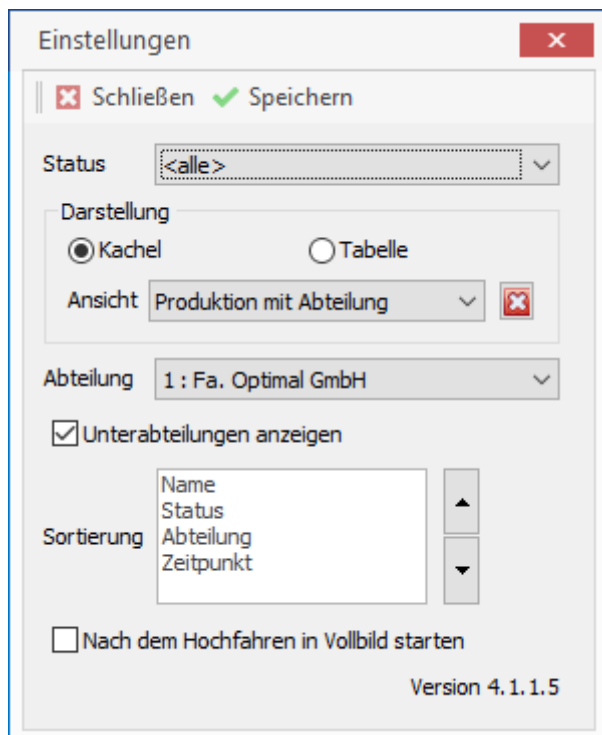 Einstellungen
Schließen Speichern
Status <alle>
Darstellung
Kachel Tabelle
Ansicht Produktion mit Abteilung
Abteilung 1 : Fa. Optimal GmbH
Unterabteilungen anzeigen
Name
Status
Sortierung Abteilung
Zeitpunkt
Nach dem Hochfahren in Vollbild starten
Version 4.1.1.5